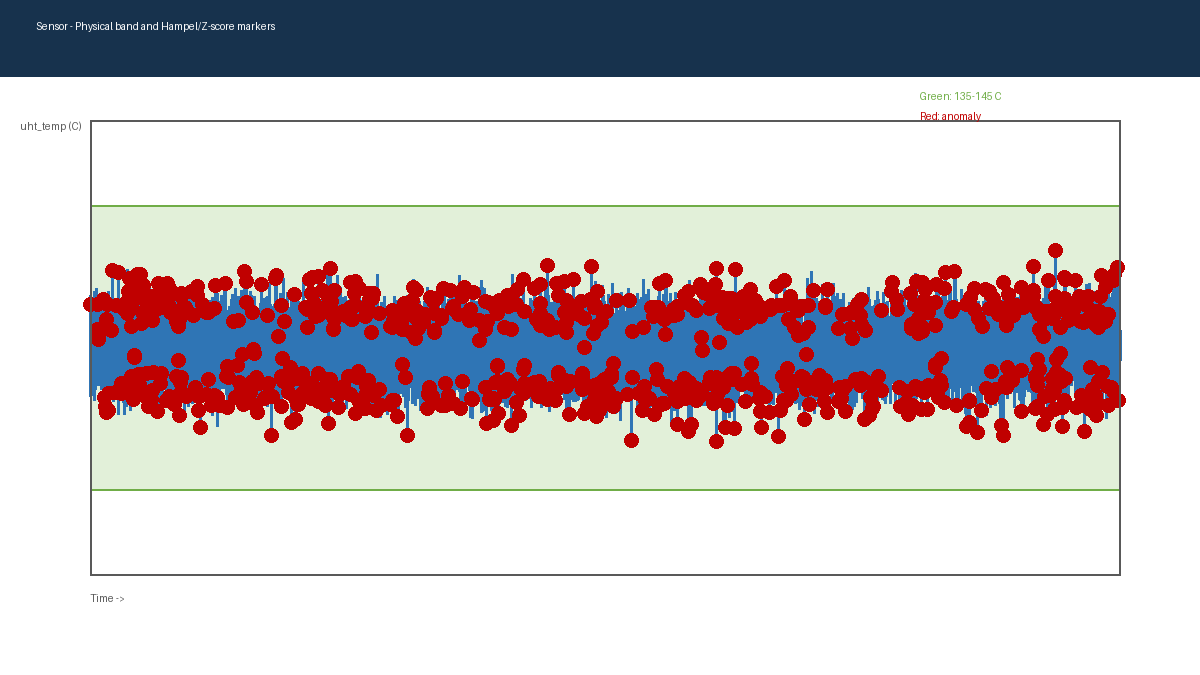 Sensor - Physical band and Hampel/Z-score markers
Green: 135-145 C
Red: anomaly
uht_temp (C)
Time ->